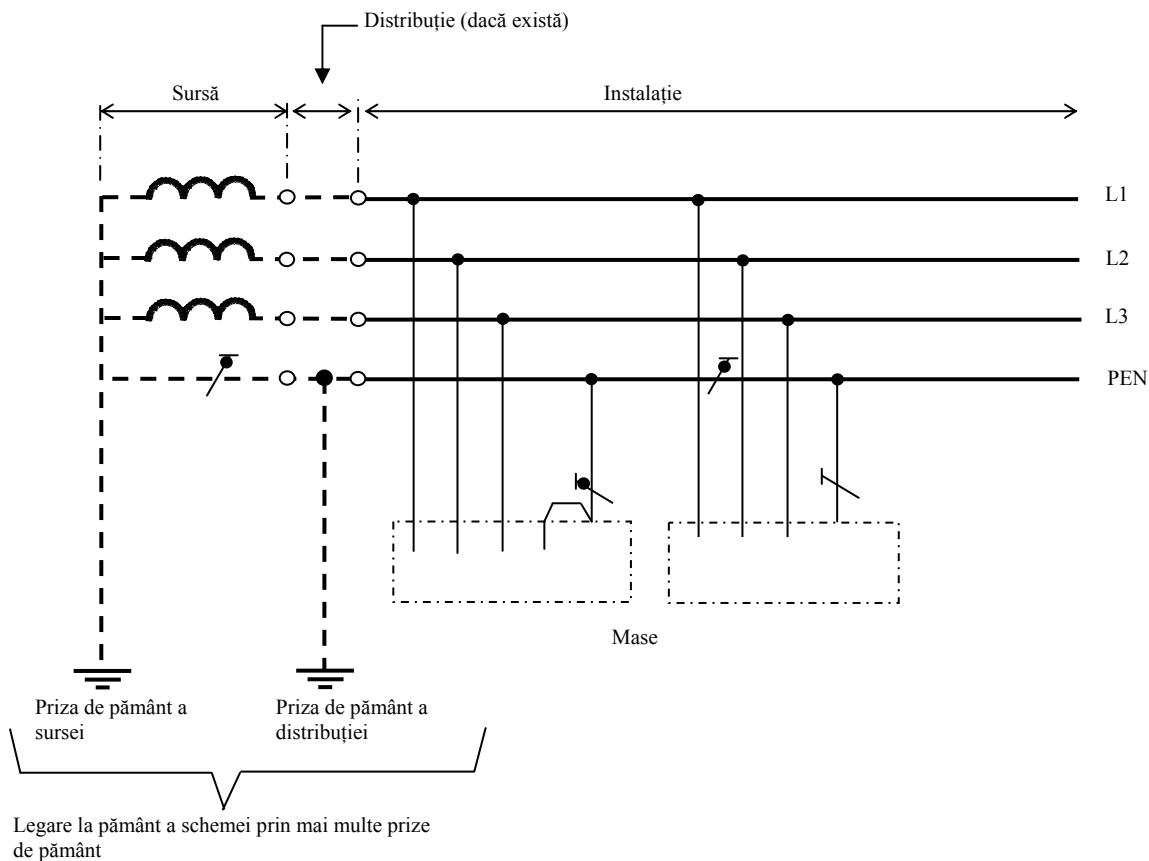 Distribuție (dacă există)
Sursă
Instalație
L1
L2
L3
PEN
Mase
Priza de pământ a
sursei
Priza de pământ a
distribuției
Legare la pământ a schemei prin mai multe prize
de pământ